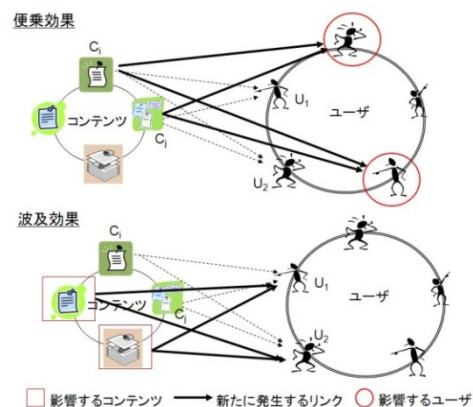 便乗効果
Ci
コンテンツ
Cj
U1
ユーザ
U2
波及効果
Ci
コンテンツ
Cj
U1
ユーザ
U2
影響するコンテンツ
新たに発生するリンク
影響するユーザ